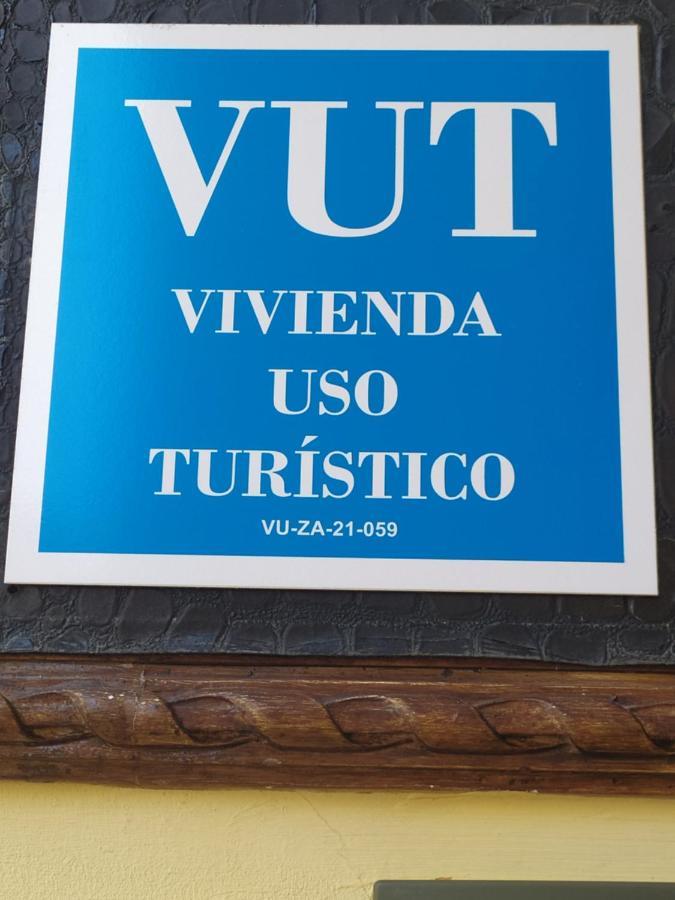 VUT
VIVIENDA
USO
TURÍSTICO
VU-ZA-21-059